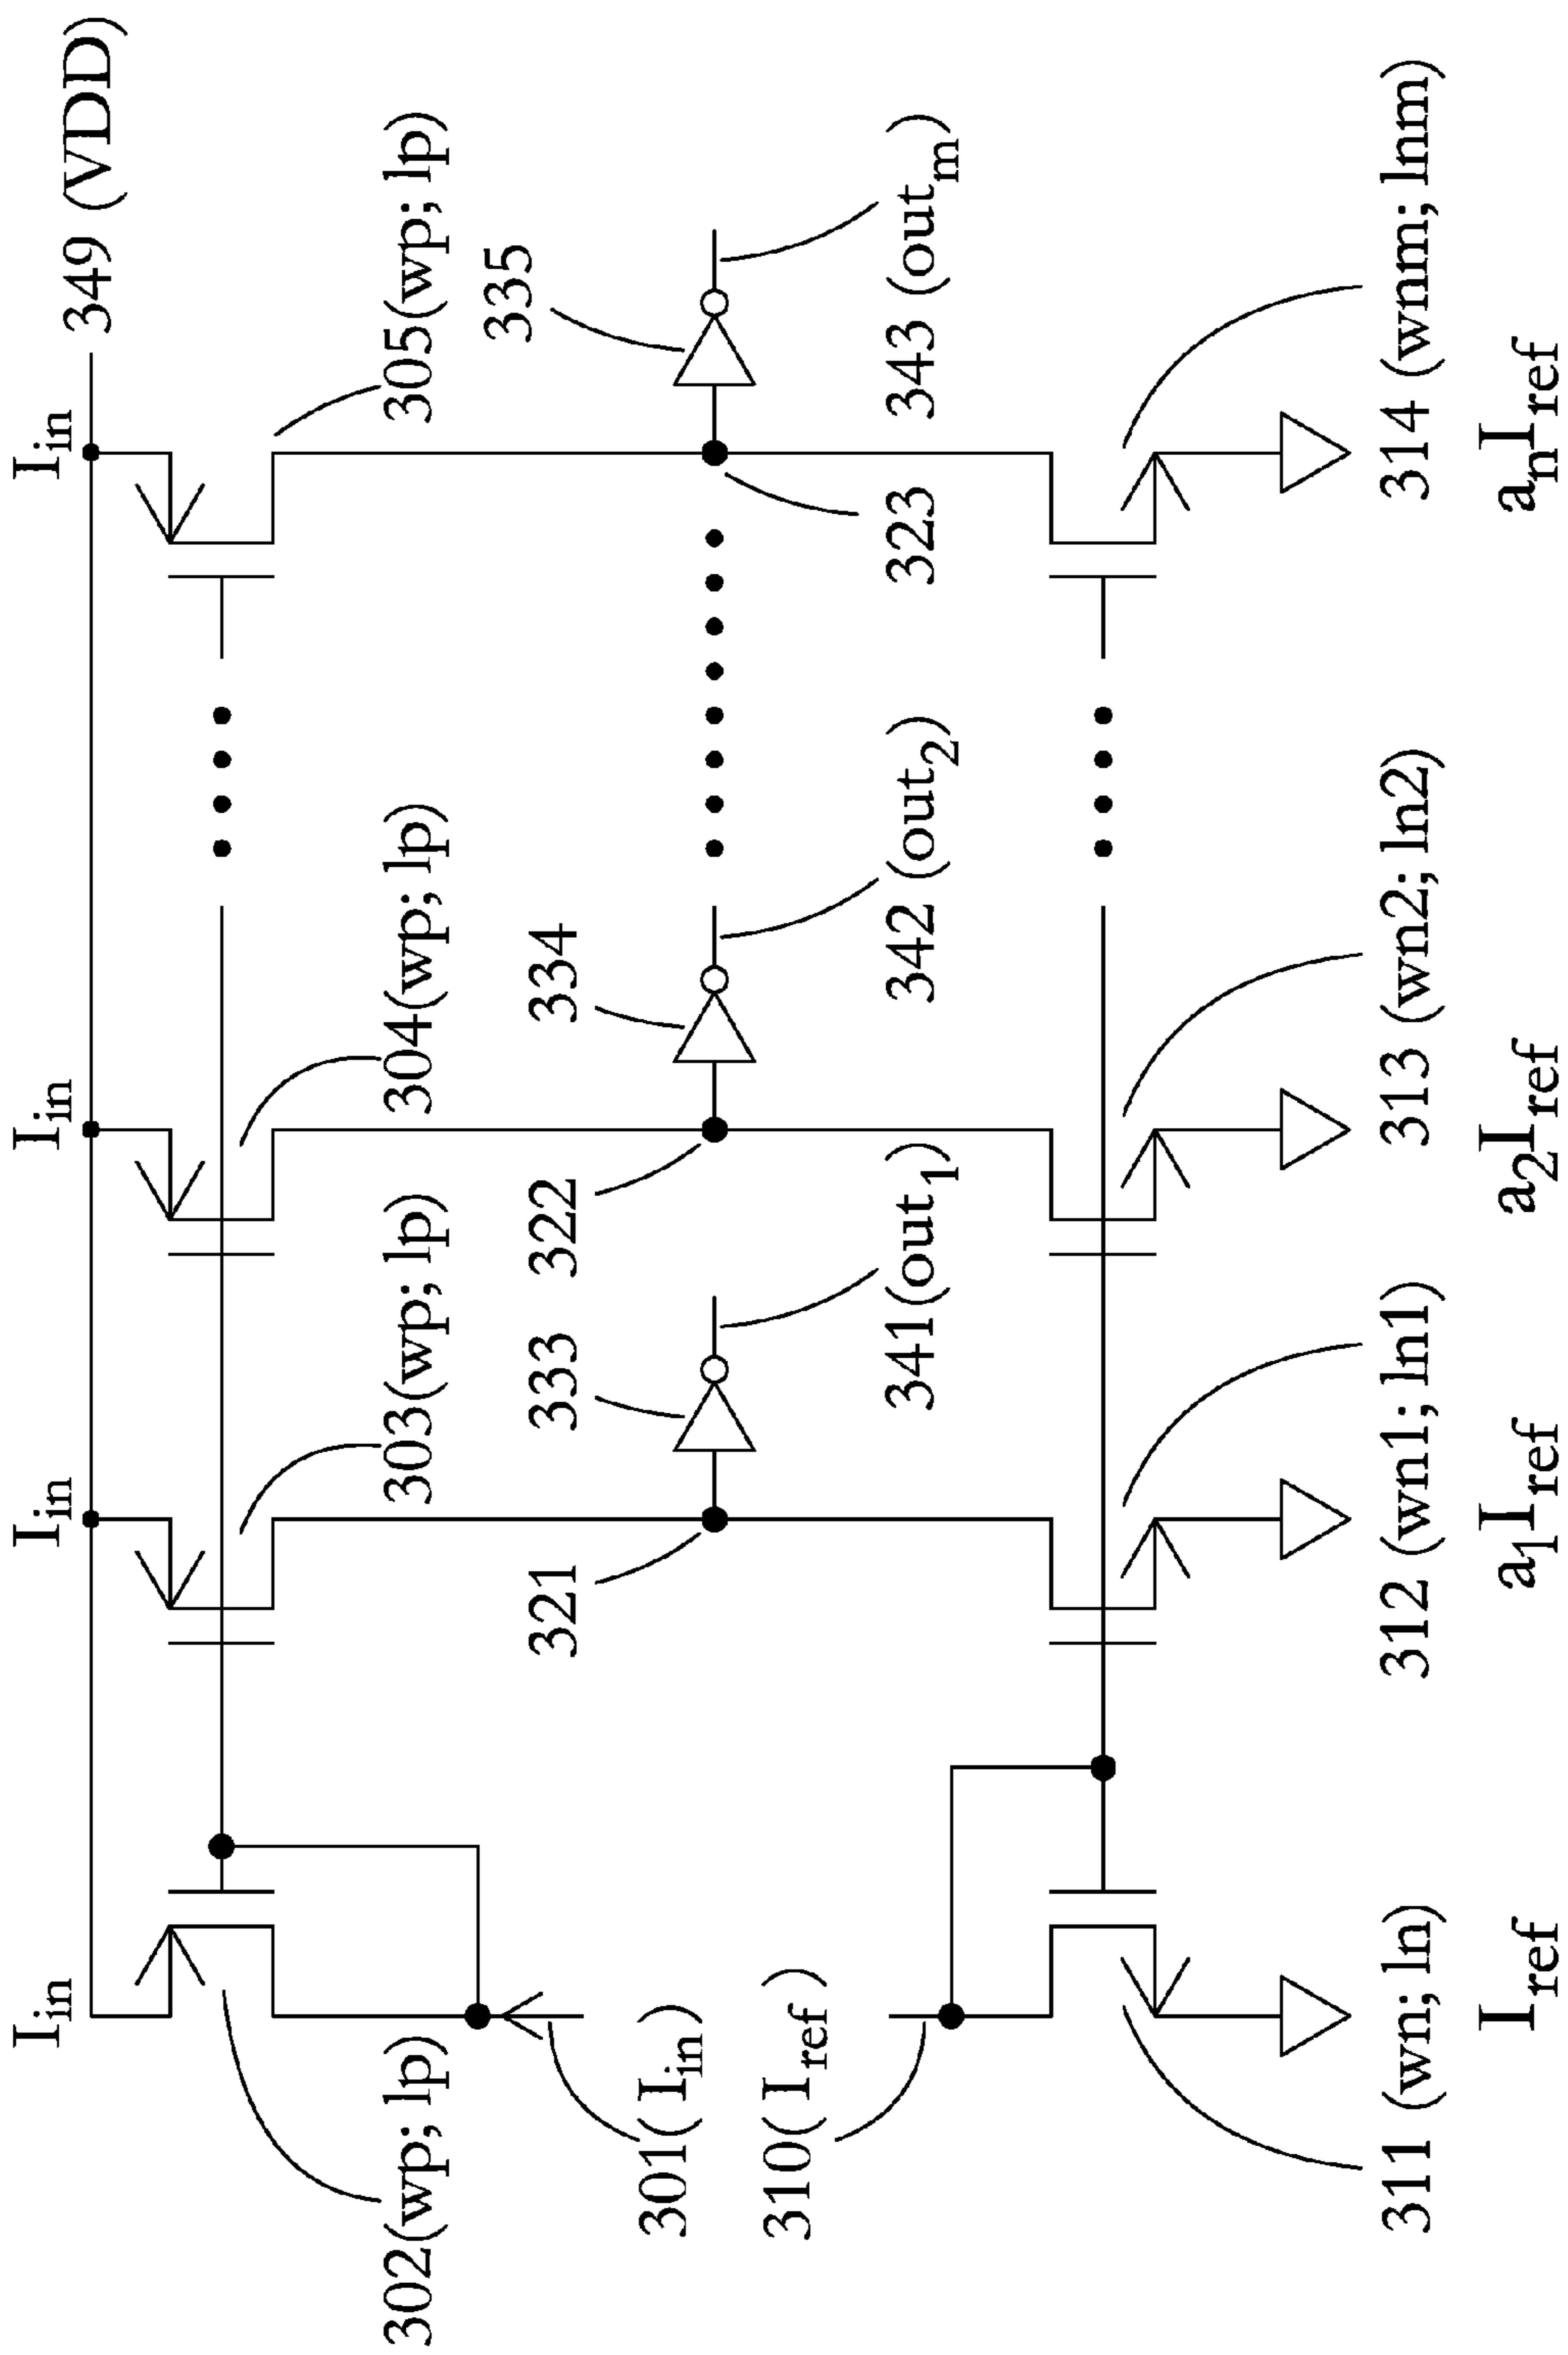 349 (VDD)
I_in
I_in
I_in
I_in
302(wp; lp)
303(wp; lp)
304(wp; lp)
305(wp; lp)
333
334
335
321
322
301( I_in)
310( I_ref )
341(out_1)
342 (out_2)
323
343 (out_m)
311 (wn; ln)
312 (wn1; ln1)
313 (wn2; ln2)
314 (wnm; lnm)
I_ref
a_1I_ref
a_2I_ref
a_nI_ref